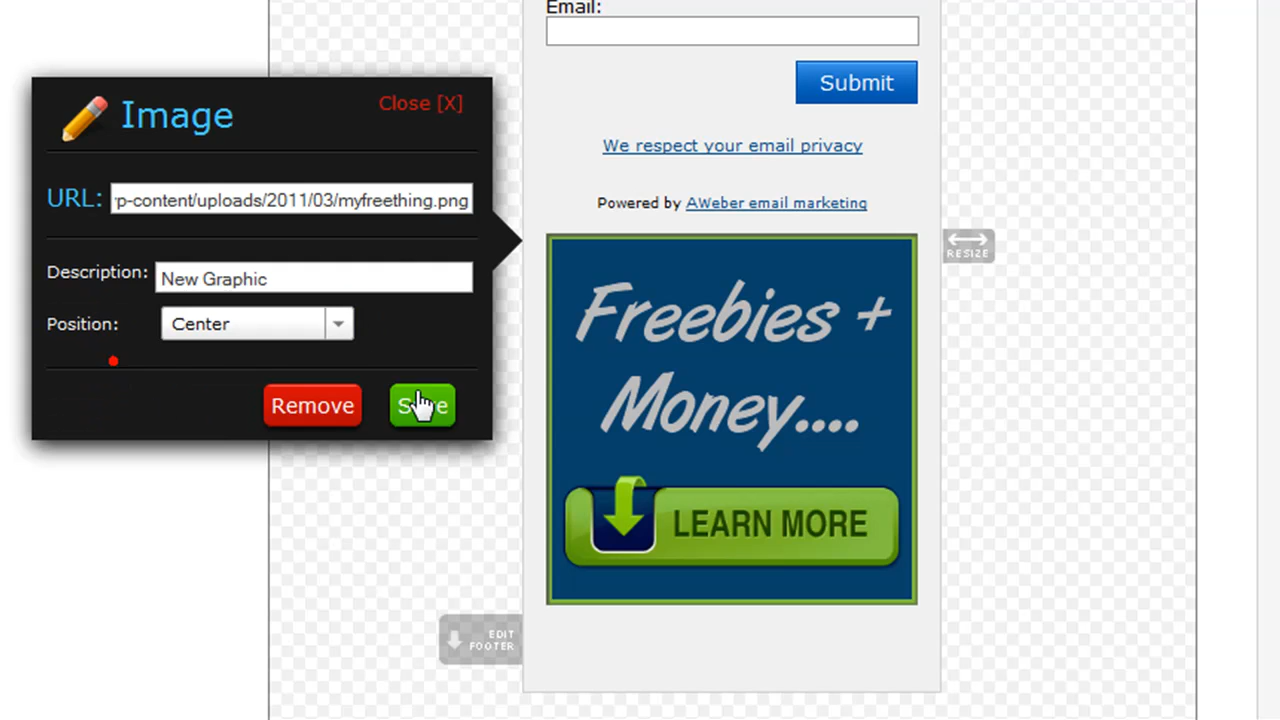 Email:
Submit
We respect your email privacy
Powered by AWeber email marketing
Image
Close [X]
URL: p-content/uploads/2011/03/myfreething.png
Description: New Graphic
Position: Center
Remove
Freebies +
Money....
LEARN MORE
RESIZE
EDIT
FOOTER